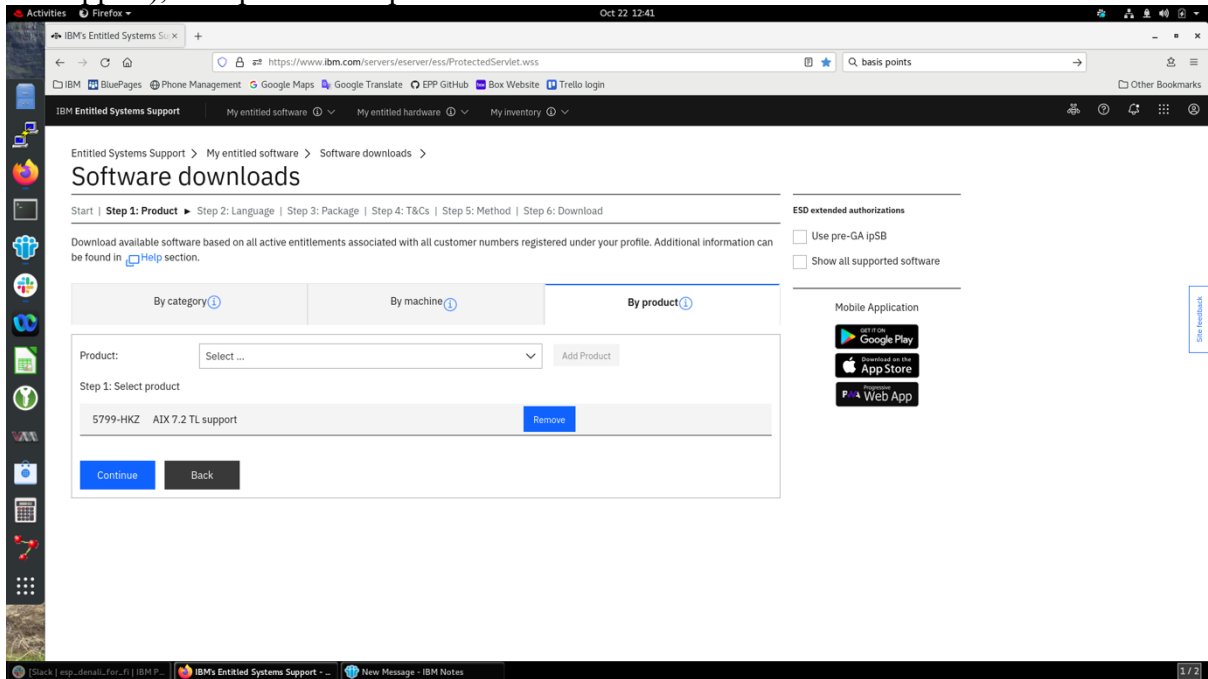 Activities Firefox Oct 22 12:41
IBM's Entitled Systems Su × +
https://www.ibm.com/servers/eserver/ess/ProtectedServlet.wss basis points
IBM BluePages Phone Management Google Maps Google Translate EPP GitHub Box Website Trello login Other Bookmarks
IBM Entitled Systems Support My entitled software My entitled hardware My inventory
Entitled Systems Support > My entitled software > Software downloads >
Software downloads
Start | Step 1: Product ► Step 2: Language | Step 3: Package | Step 4: T&Cs | Step 5: Method | Step 6: Download
ESD extended authorizations
Download available software based on all active entitlements associated with all customer numbers registered under your profile. Additional information can
be found in Help section.
Use pre-GA ipSB
Show all supported software
By category By machine By product
Mobile Application
GET IT ON
Google Play
Download on the
App Store
Progressive
PWA Web App
Site feedback
Product: Select ... Add Product
Step 1: Select product
5799-HKZ AIX 7.2 TL support Remove
Continue Back
[Slack | esp_denali_for_fi | IBM P... IBM's Entitled Systems Support - ... New Message - IBM Notes 1 / 2